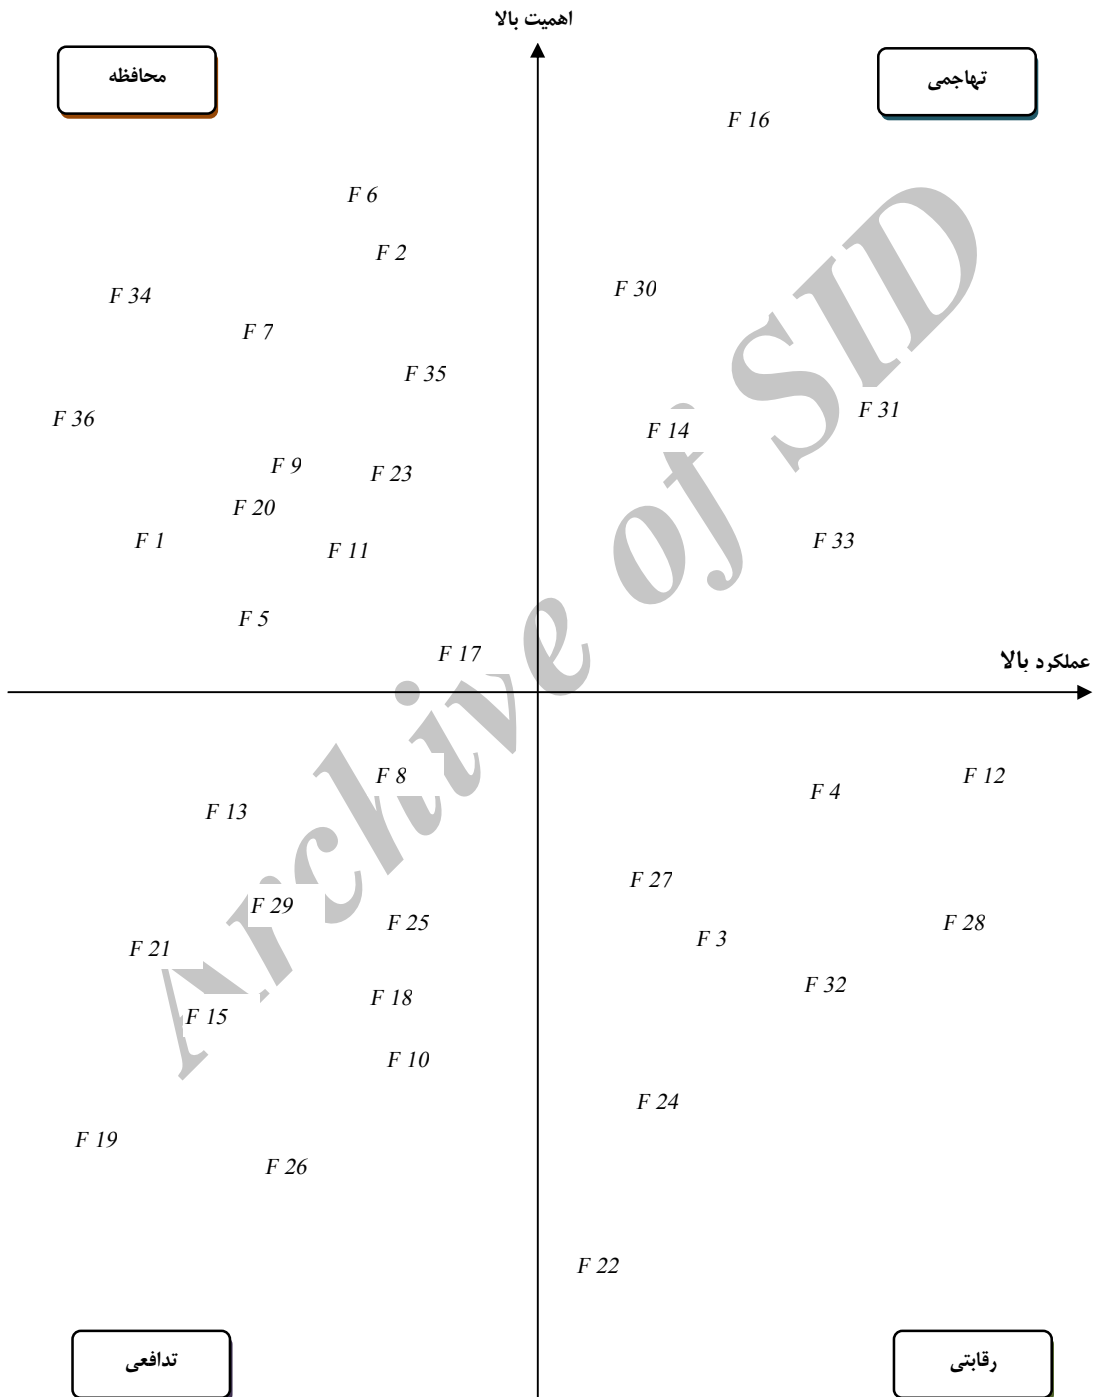 اهمیت بالا
محافظه
تهاجمی
F 16
F 6
F 2
F 34
F 30
F 7
F 35
F 36
F 31
F 14
F 9
F 23
F 20
F 1
F 11
F 33
F 5
F 17
عملکرد بالا
F 8
F 12
F 4
F 13
F 27
F 29
F 25
F 28
F 21
F 3
F 32
F 18
F 15
F 10
F 24
F 19
F 26
F 22
تدافعی
رقابتی
Archive of SID